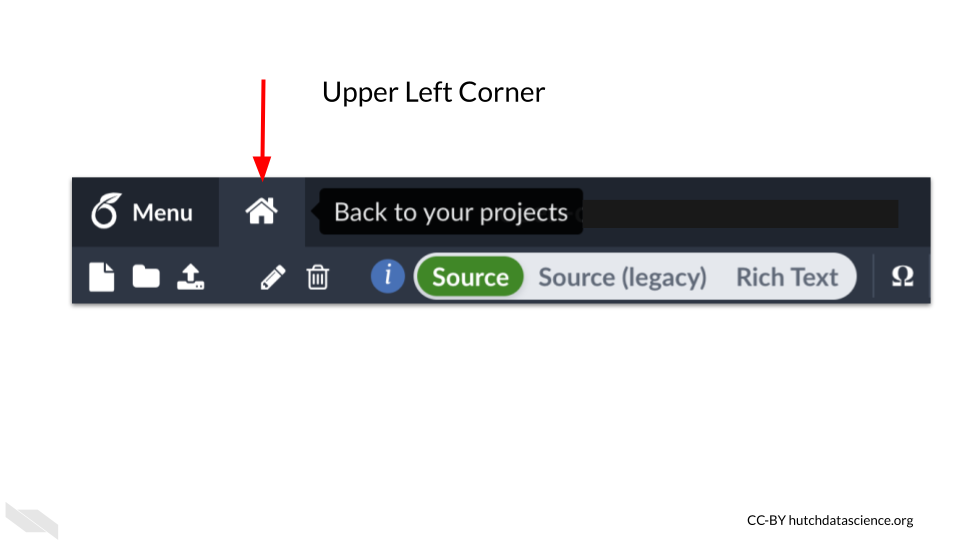 Upper Left Corner
Menu
Back to your projects
i Source Source (legacy) Rich Text Ω
CC-BY hutchdatascience.org